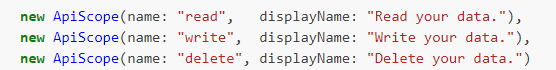 new ApiScope(name: "read",   displayName: "Read your data."),
new ApiScope(name: "write",  displayName: "Write your data."),
new ApiScope(name: "delete", displayName: "Delete your data.")